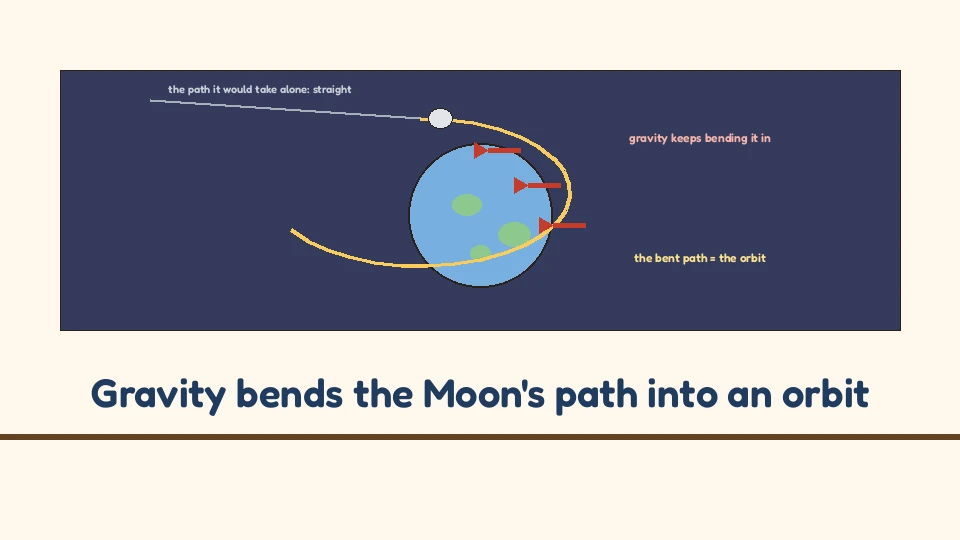 the path it would take alone: straight
gravity keeps bending it in
the bent path = the orbit
Gravity bends the Moon's path into an orbit